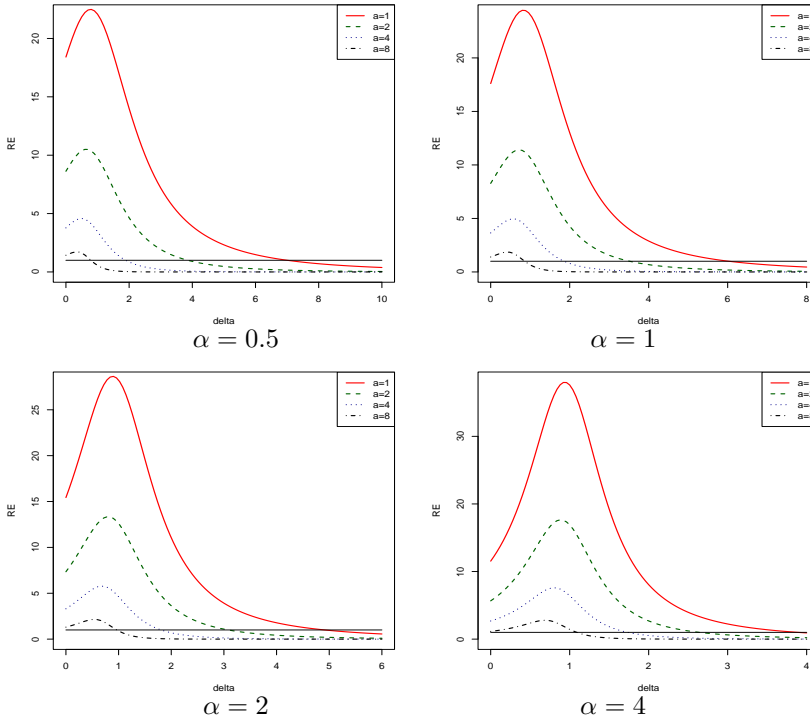 a=1
a=2
a=4
a=8
RE
20
15
10
5
0
0 2 4 6 8 10
delta
α = 0.5
a=
a=
a=
a=
RE
20
15
10
5
0
0 2 4 6 8
delta
α = 1
a=1
a=2
a=4
a=8
RE
25
20
15
10
5
0
0 1 2 3 4 5 6
delta
α = 2
a=
a=
a=
a=
RE
30
20
10
0
0 1 2 3 4
delta
α = 4